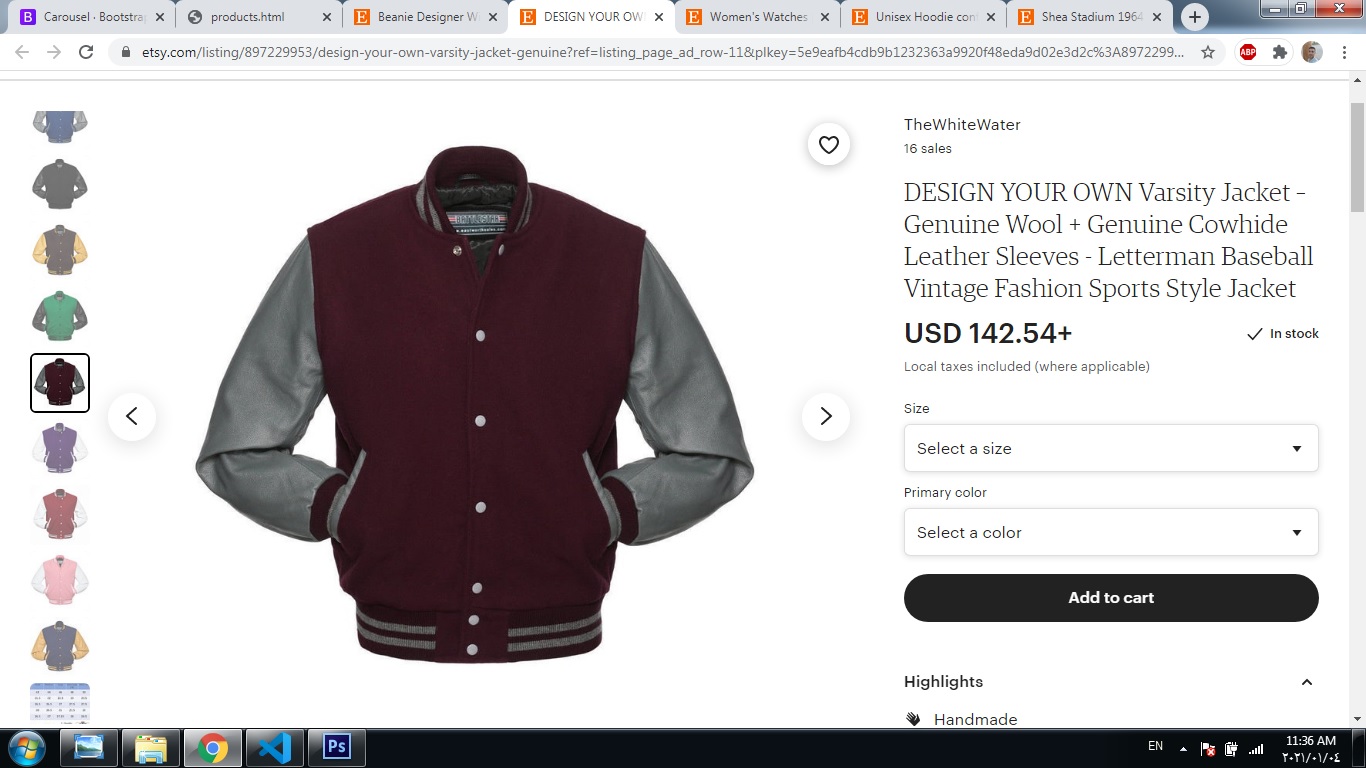 Carousel · Bootstrap
products.html
Beanie Designer Wi
DESIGN YOUR OWN
Women's Watches
Unisex Hoodie con
Shea Stadium 1964
etsy.com/listing/897229953/design-your-own-varsity-jacket-genuine?ref=listing_page_ad_row-11&plkey=5e9eafb4cdb9b1232363a9920f48eda9d02e3d2c%3A8972299...
ABP
TheWhiteWater
16 sales
DESIGN YOUR OWN Varsity Jacket -
Genuine Wool + Genuine Cowhide
Leather Sleeves - Letterman Baseball
Vintage Fashion Sports Style Jacket
USD 142.54+
In stock
Local taxes included (where applicable)
Size
Select a size
Primary color
Select a color
Add to cart
Highlights
Handmade
Ps
EN
11:36 AM
٢٠٢١/٠١/٠٤